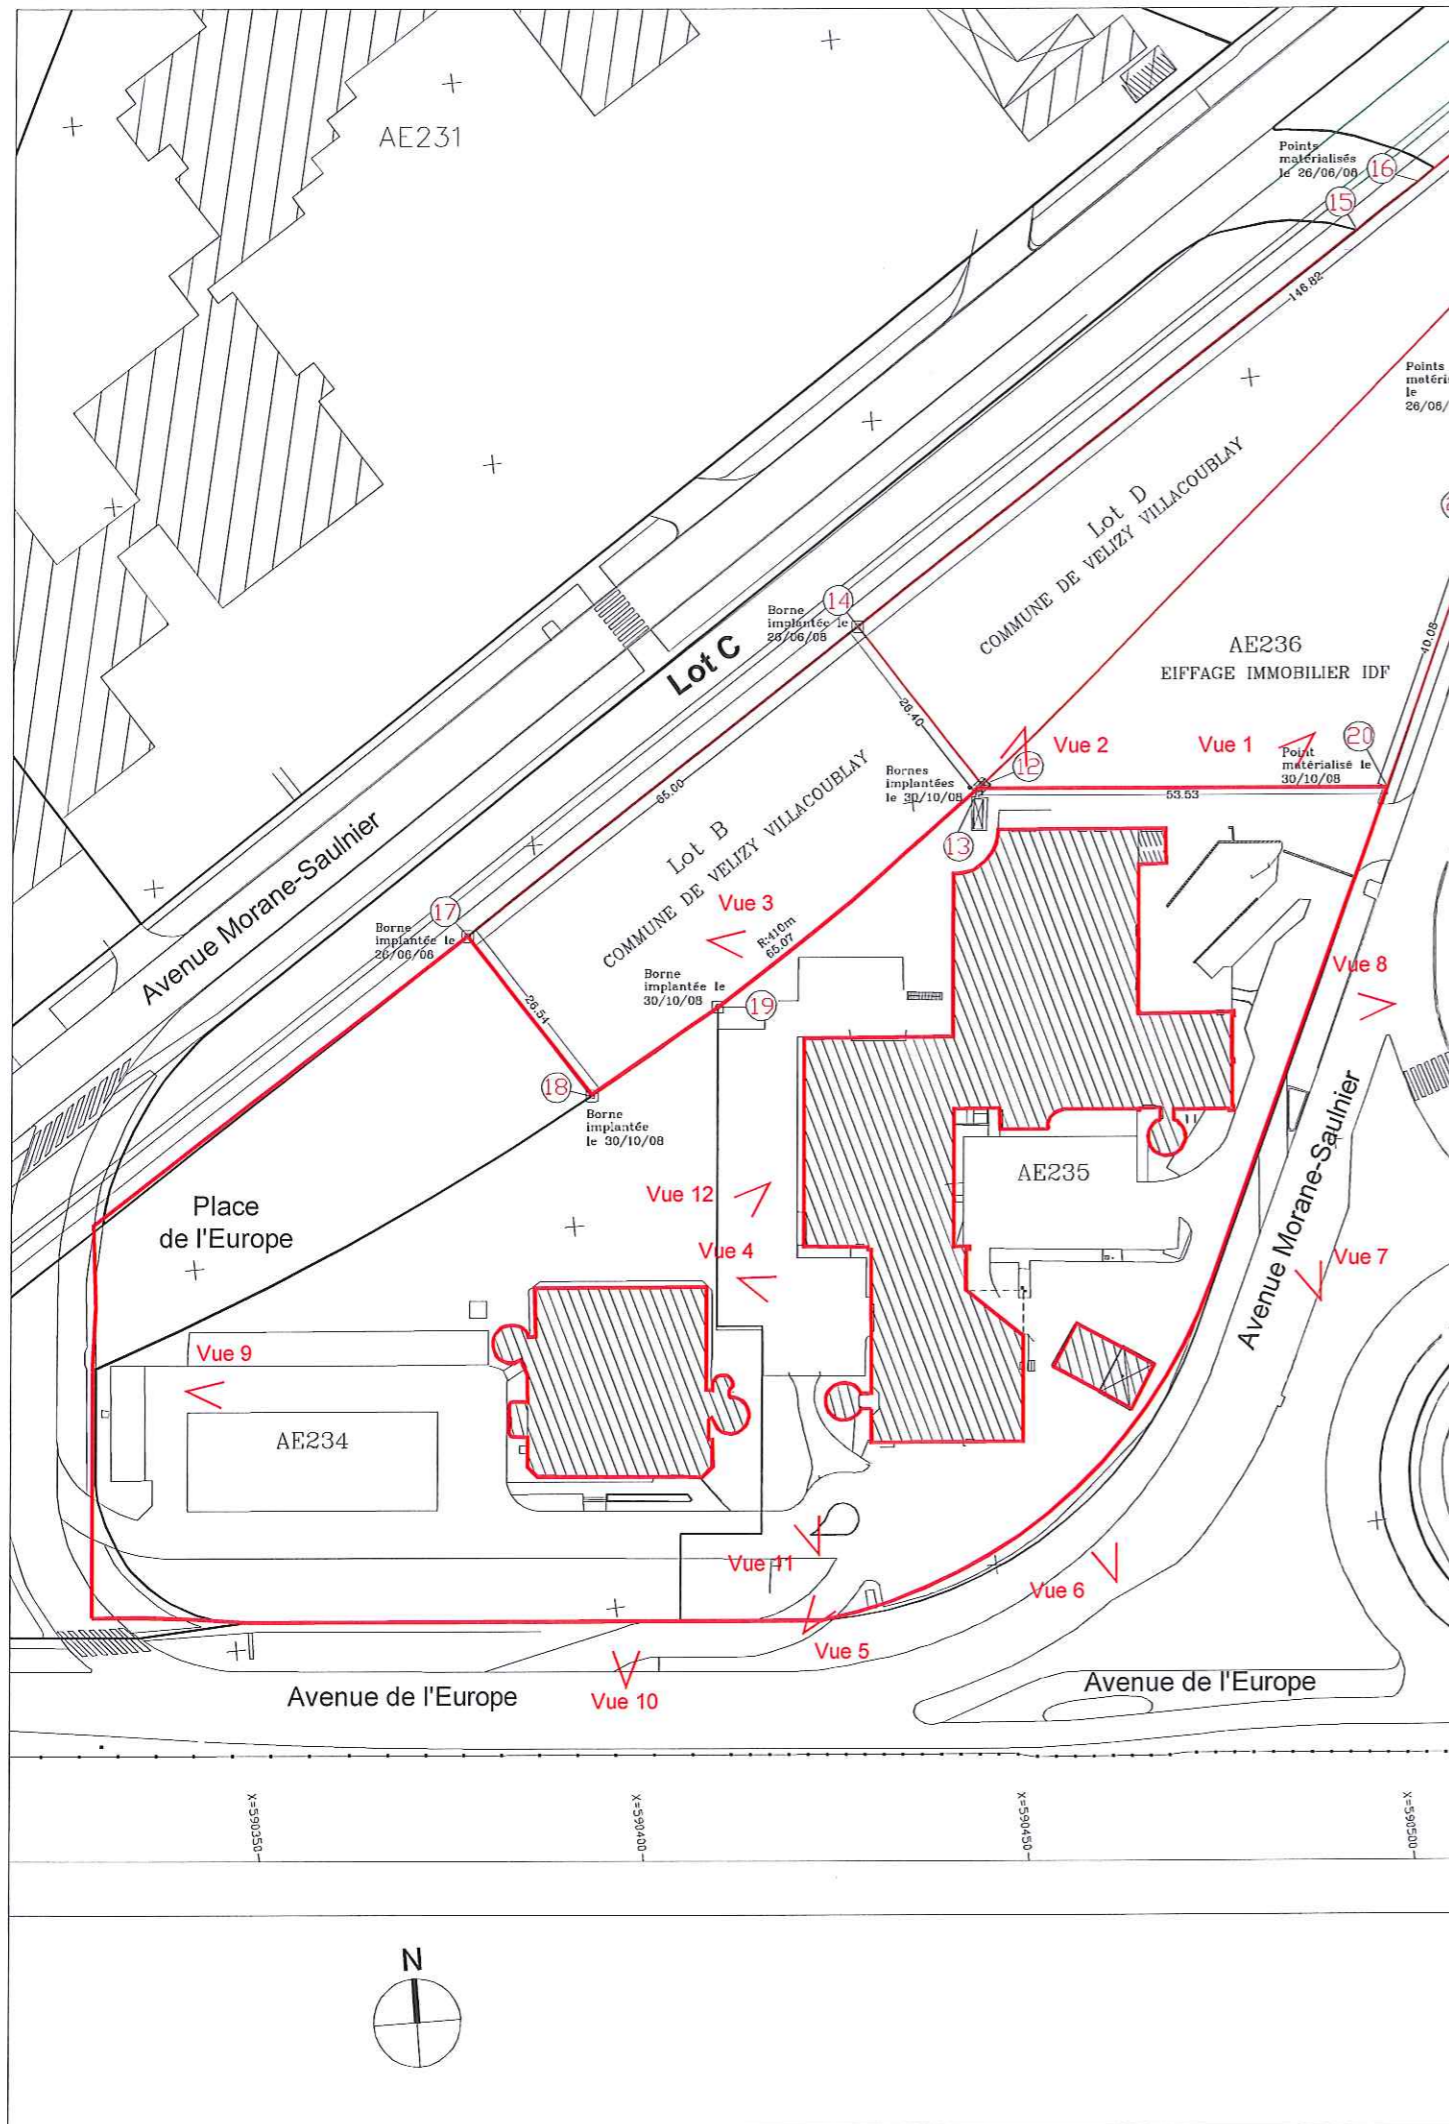 AE231
Points
matérialisés
le 26/06/08
16
15
146.82
Points
le
Lot D
COMMUNE DE VELIZY VILLACOUBLAY
14
Borne
implantée le
26/06/08
Lot C
AE236
EIFFAGE IMMOBILIER IDF
40.08
28.40
Vue 2
Vue 1
20
Point
matérialisé le
30/10/08
12
Bornes
implantées
le 30/10/08
53.53
13
65.00
Lot B
COMMUNE DE VELIZY VILLACOUBLAY
Avenue Morane-Saulnier
17
Borne
implantée le
26/06/08
Vue 3
R:410m
65.07
Borne
implantée le
30/10/08
19
Vue 8
26.54
18
Borne
implantée
le 30/10/08
Avenue Morane-Saulnier
AE235
Place
de l'Europe
Vue 12
Vue 4
Vue 7
Vue 9
AE234
Vue 11
Vue 6
Vue 5
Avenue de l'Europe
Vue 10
Avenue de l'Europe
X=590350
X=590400
X=590450
X=590500
N